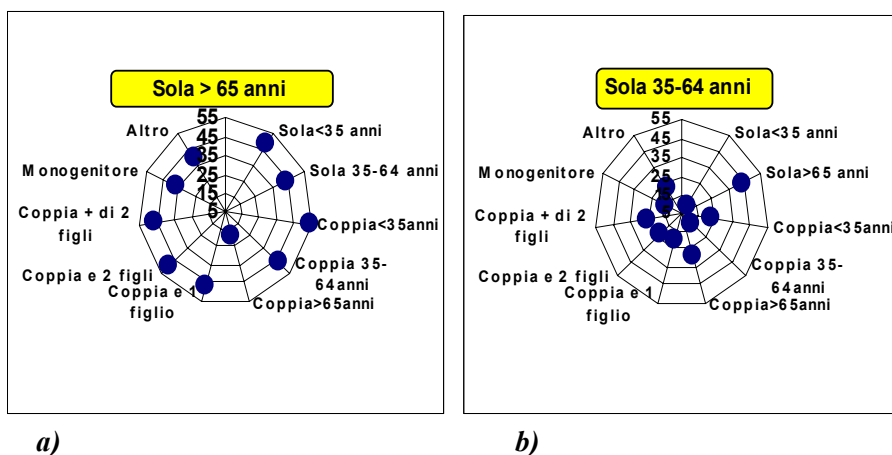 Sola > 65 anni
55
45
35
25
15
5
Altro
Sola<35 anni
Monogenitore
Sola 35-64 anni
Coppia + di 2
figli
Coppia<35anni
Coppia e 2 figli
Coppia 35-
64anni
Coppia e 1
figlio
Coppia>65anni
a)
Sola 35-64 anni
55
45
35
25
15
5
Altro
Sola<35 anni
Monogenitore
Sola>65 anni
Coppia + di 2
figli
Coppia<35anni
Coppia e 2 figli
Coppia 35-
64anni
Coppia e 1
figlio
Coppia>65anni
b)